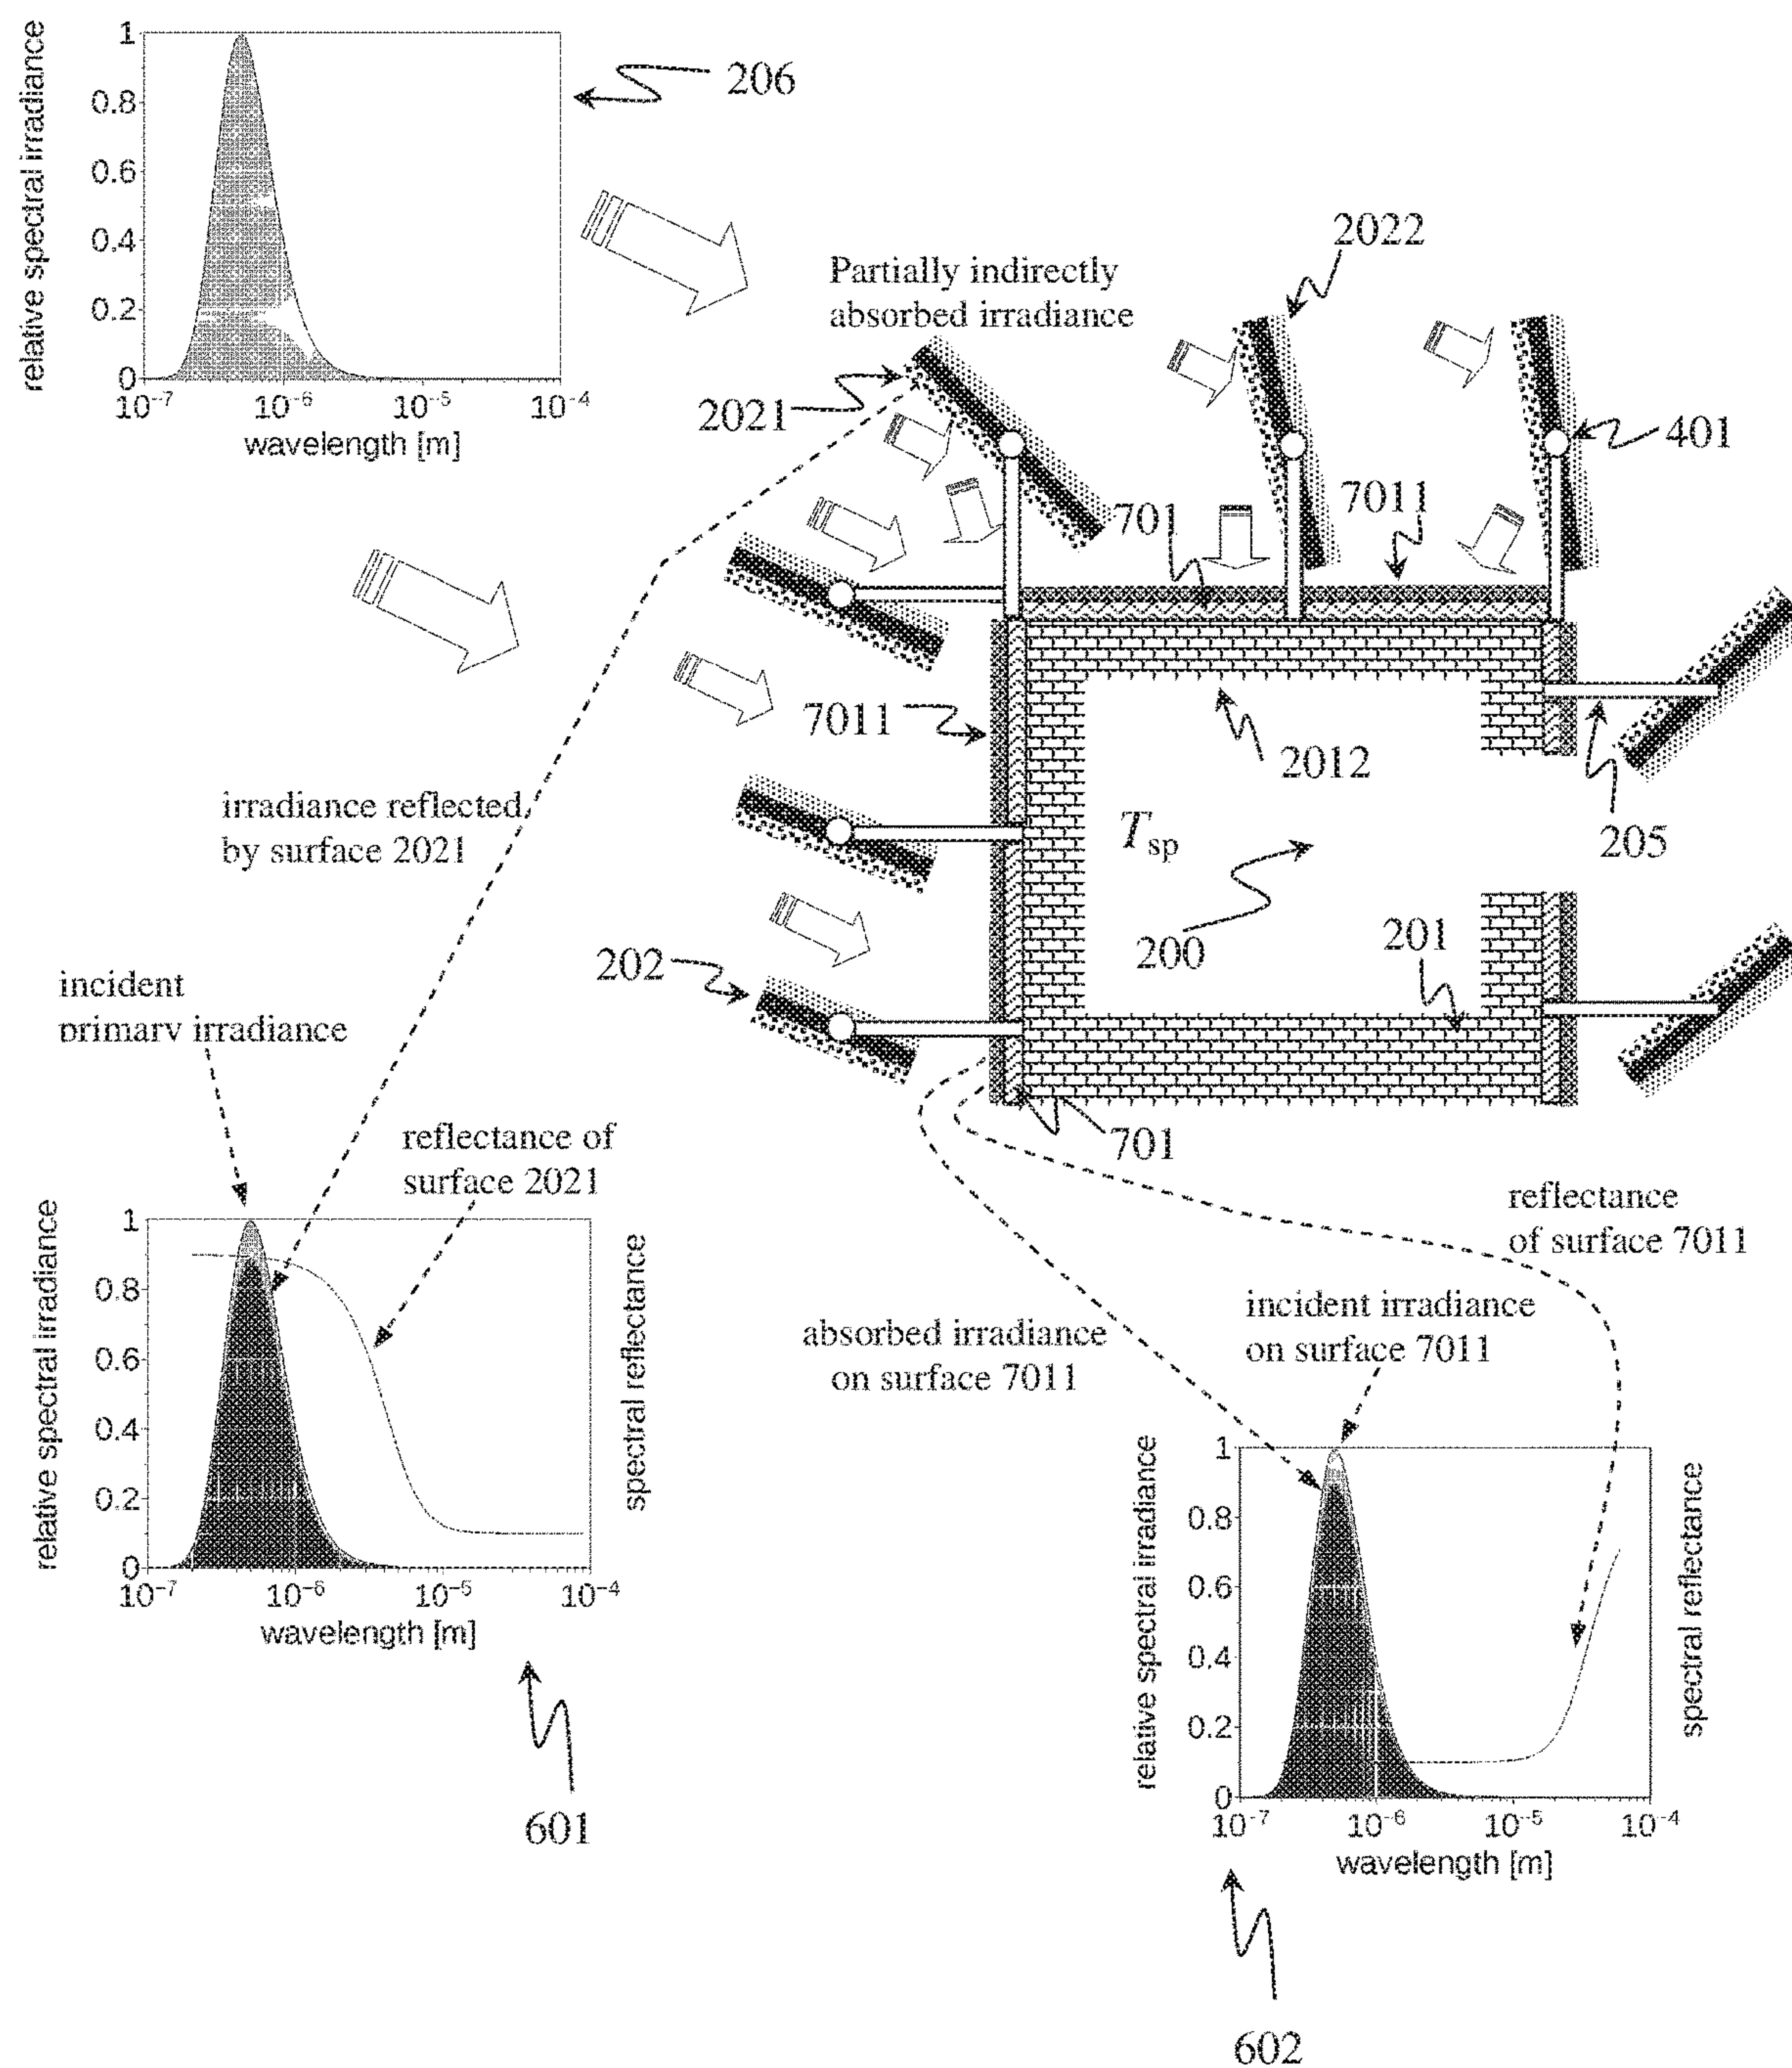 relative spectral irradiance
1
0.8
0.6
0.4
0.2
0
10⁻⁷ 10⁻⁶ 10⁻⁵ 10⁻⁴
wavelength [m]
206
Partially indirectly
absorbed irradiance
2022
2021
401
701
7011
7011
2012
T_sp
205
200
201
202
701
irradiance reflected
by surface 2021
incident
primary irradiance
reflectance of
surface 2021
relative spectral irradiance
1
0.8
0.6
0.4
0.2
0
10⁻⁷ 10⁻⁶ 10⁻⁵ 10⁻⁴
wavelength [m]
spectral reflectance
601
reflectance
of surface 7011
incident irradiance
on surface 7011
absorbed irradiance
on surface 7011
relative spectral irradiance
1
0.8
0.6
0.4
0.2
0
10⁻⁷ 10⁻⁶ 10⁻⁵ 10⁻⁴
wavelength [m]
spectral reflectance
602